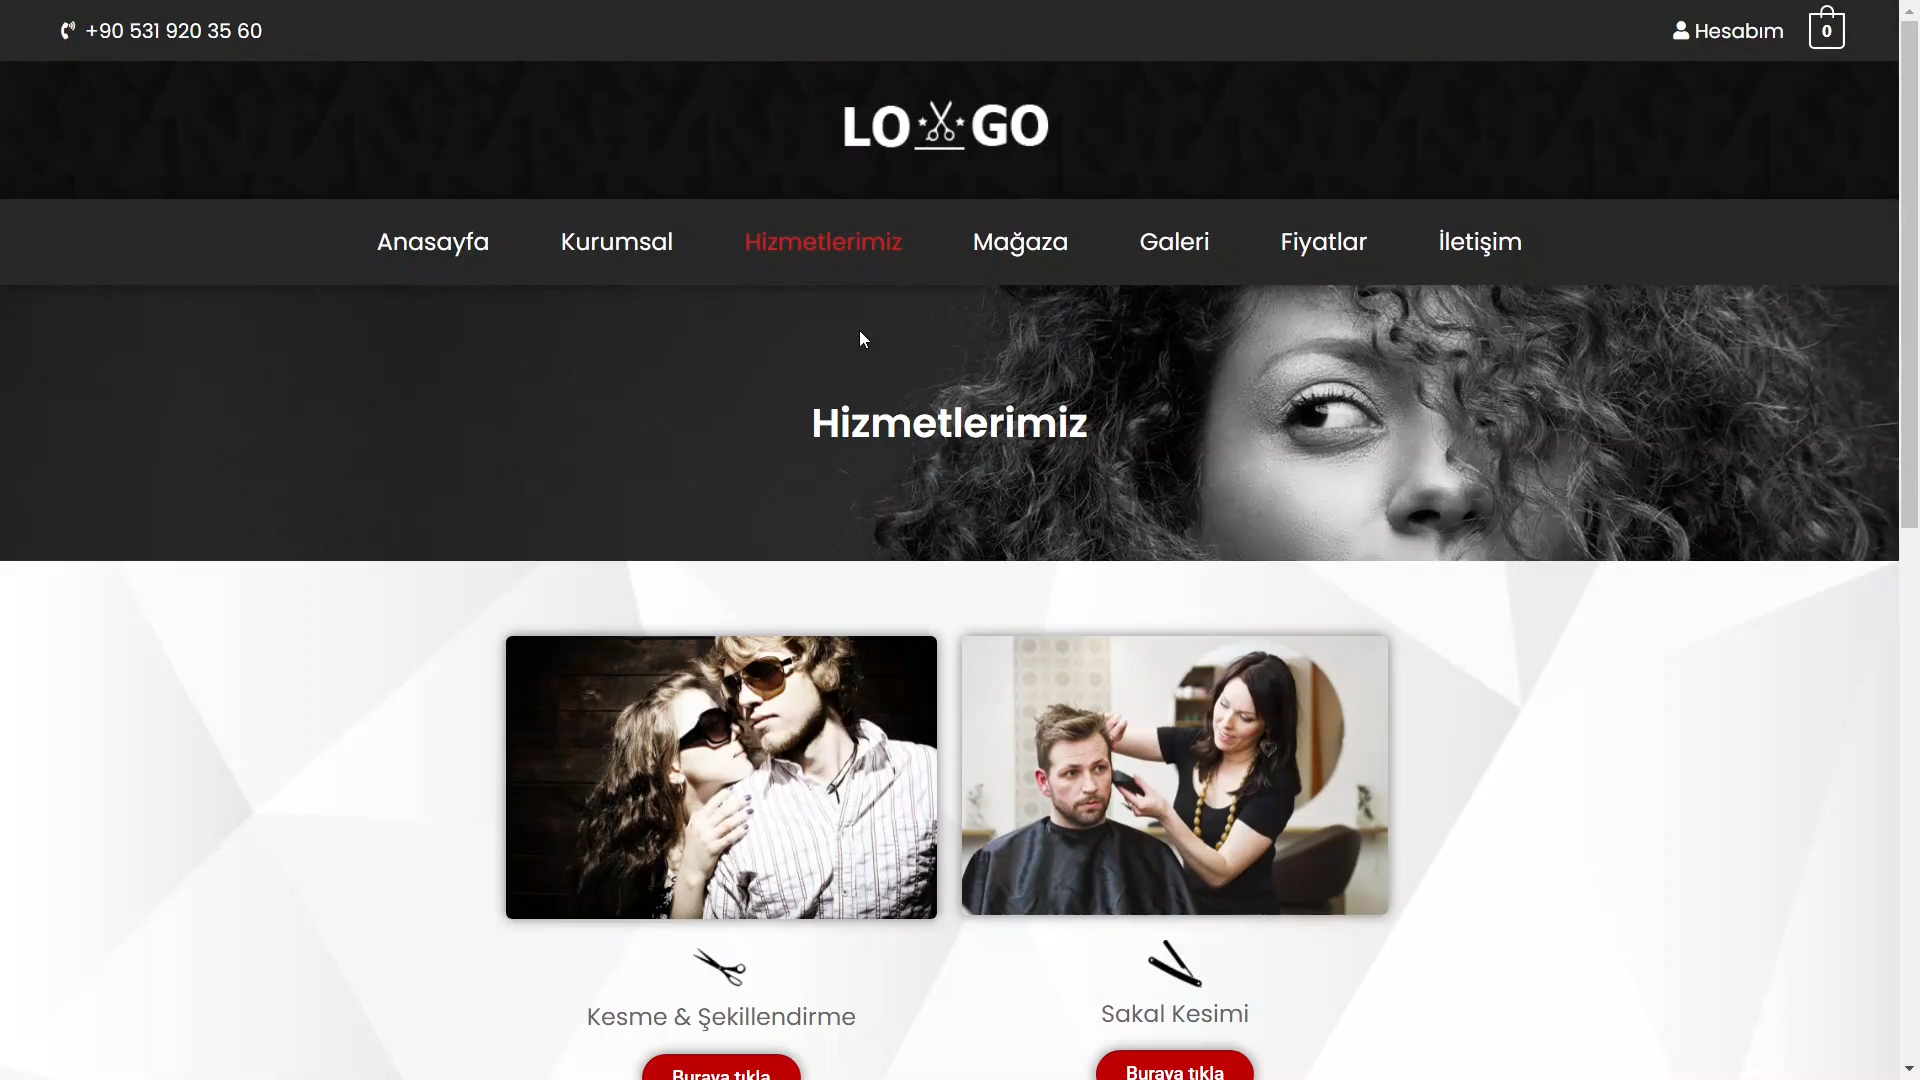 +90 531 920 35 60
Hesabım
0
LO GO
Anasayfa
Kurumsal
Hizmetlerimiz
Mağaza
Galeri
Fiyatlar
İletişim
Hizmetlerimiz
Kesme & Şekillendirme
Sakal Kesimi
Buraya tıkla
Buraya tıkla